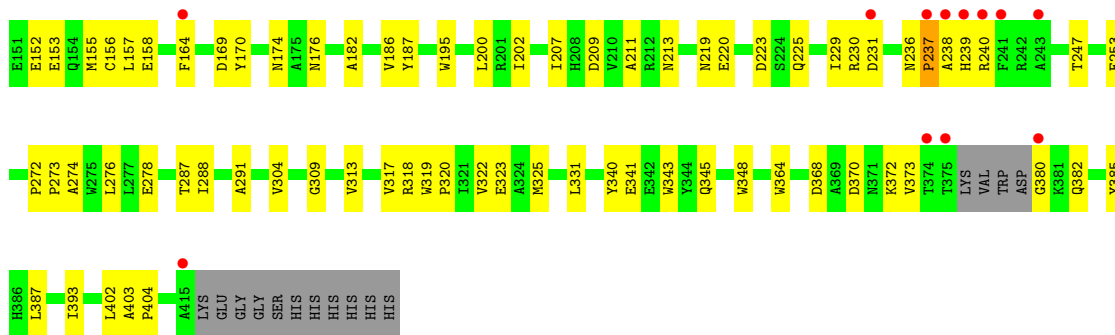 E151 E152 E153 Q154 M155 C156 L157 E158 F164 D169 Y170 N174 A175 N176 A182 V186 Y187 W195 L200 R201 I202 I207 H208 D209 V210 A211 R212 N213 N219 E220 D223 S224 Q225 I229 R230 D231 N236 P237 A238 H239 R240 F241 R242 A243 T247
P272 P273 A274 W275 L276 L277 E278 T287 I288 A291 V304 G309 V313 V317 R318 W319 P320 I321 V322 E323 A324 M325 L331 Y340 E341 E342 W343 Y344 Q345 W348 W364 D368 A369 D370 N371 K372 V373 T374 T375 LYS VAL TRP ASP G380 K381 Q382
H386 L387 I393 L402 A403 P404 A415 LYS GLU GLY GLY SER HIS HIS HIS HIS HIS HIS